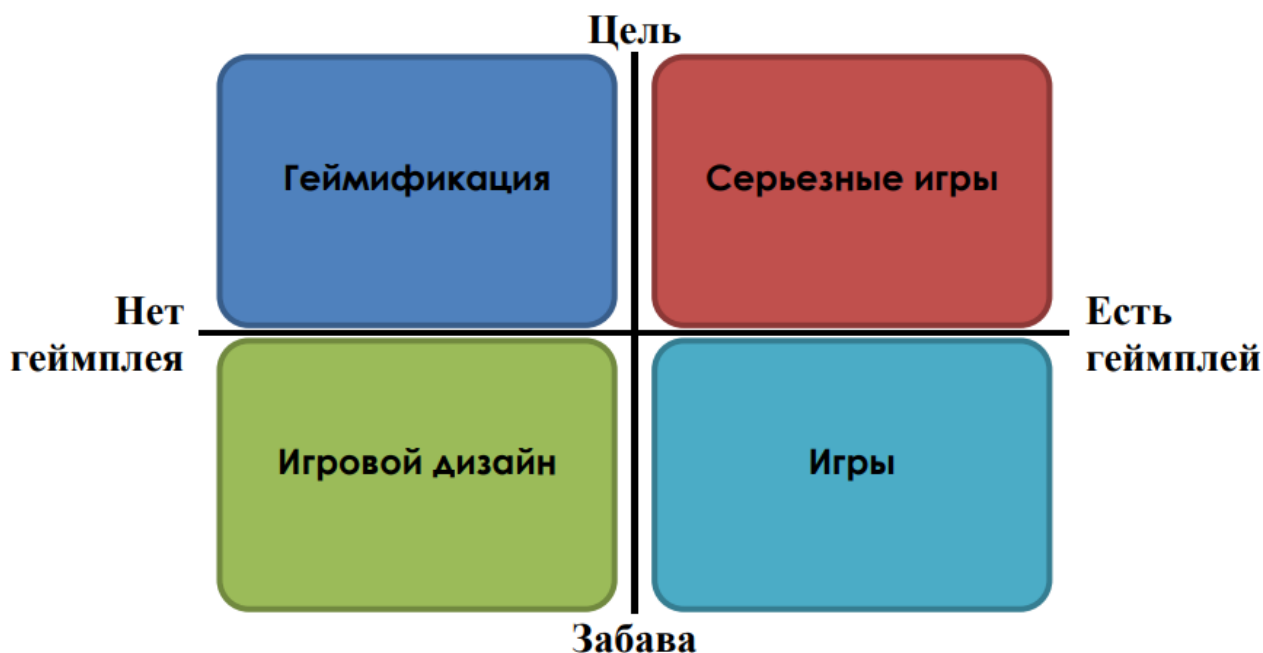 Цель
Геймификация
Серьезные игры
Нет
геймплея
Есть
геймплей
Игровой дизайн
Игры
Забава